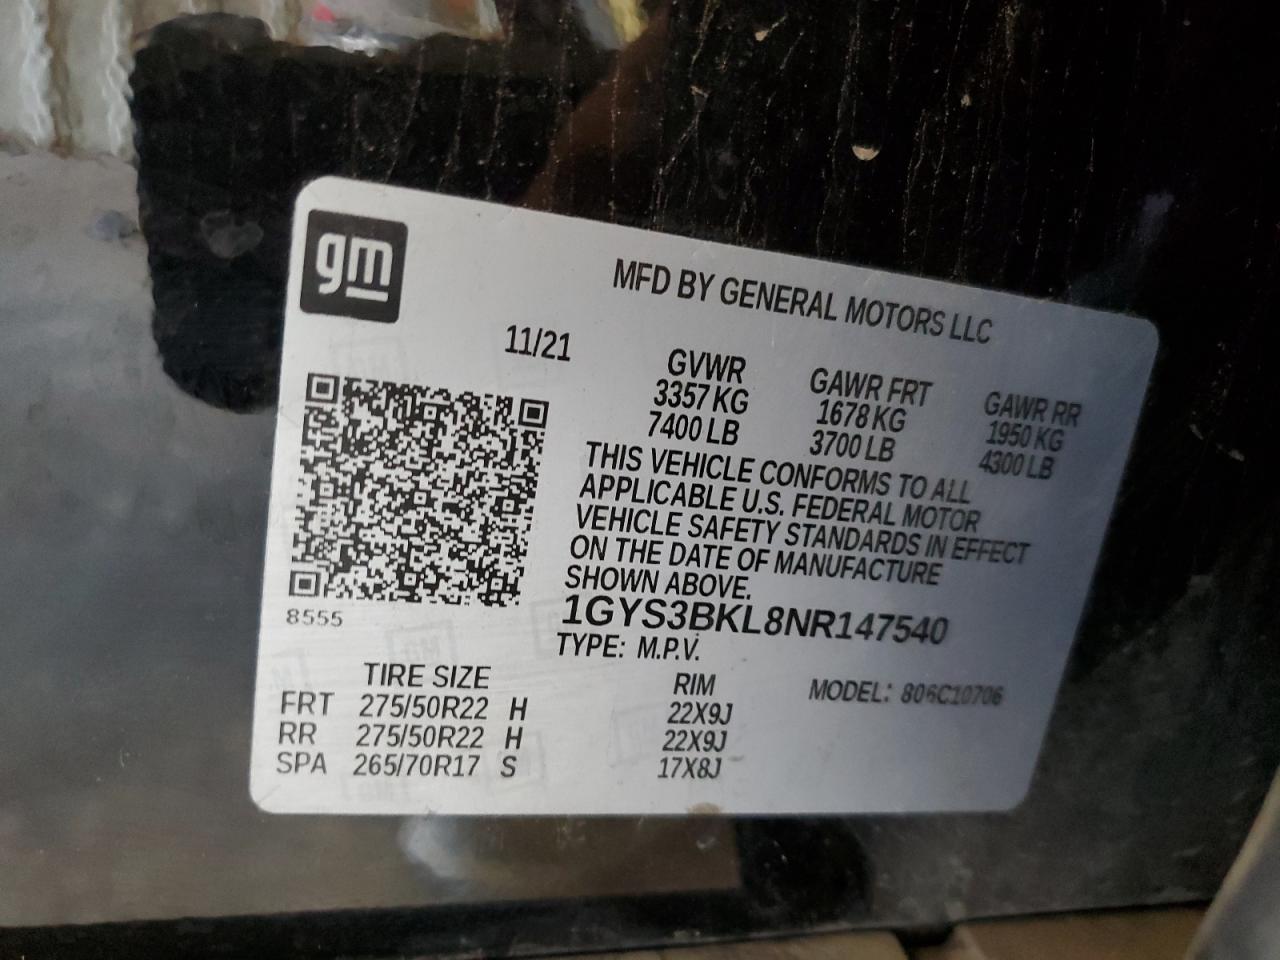 gm
MFD BY GENERAL MOTORS LLC
11/21
GVWR GAWR FRT GAWR RR
3357 KG 1678 KG 1950 KG
7400 LB 3700 LB 4300 LB
THIS VEHICLE CONFORMS TO ALL
APPLICABLE U.S. FEDERAL MOTOR
VEHICLE SAFETY STANDARDS IN EFFECT
ON THE DATE OF MANUFACTURE
SHOWN ABOVE.
8555
1GYS3BKL8NR147540
TYPE: M.P.V.
MODEL: 806C10706
TIRE SIZE RIM
FRT 275/50R22 H 22X9J
RR 275/50R22 H 22X9J
SPA 265/70R17 S 17X8J